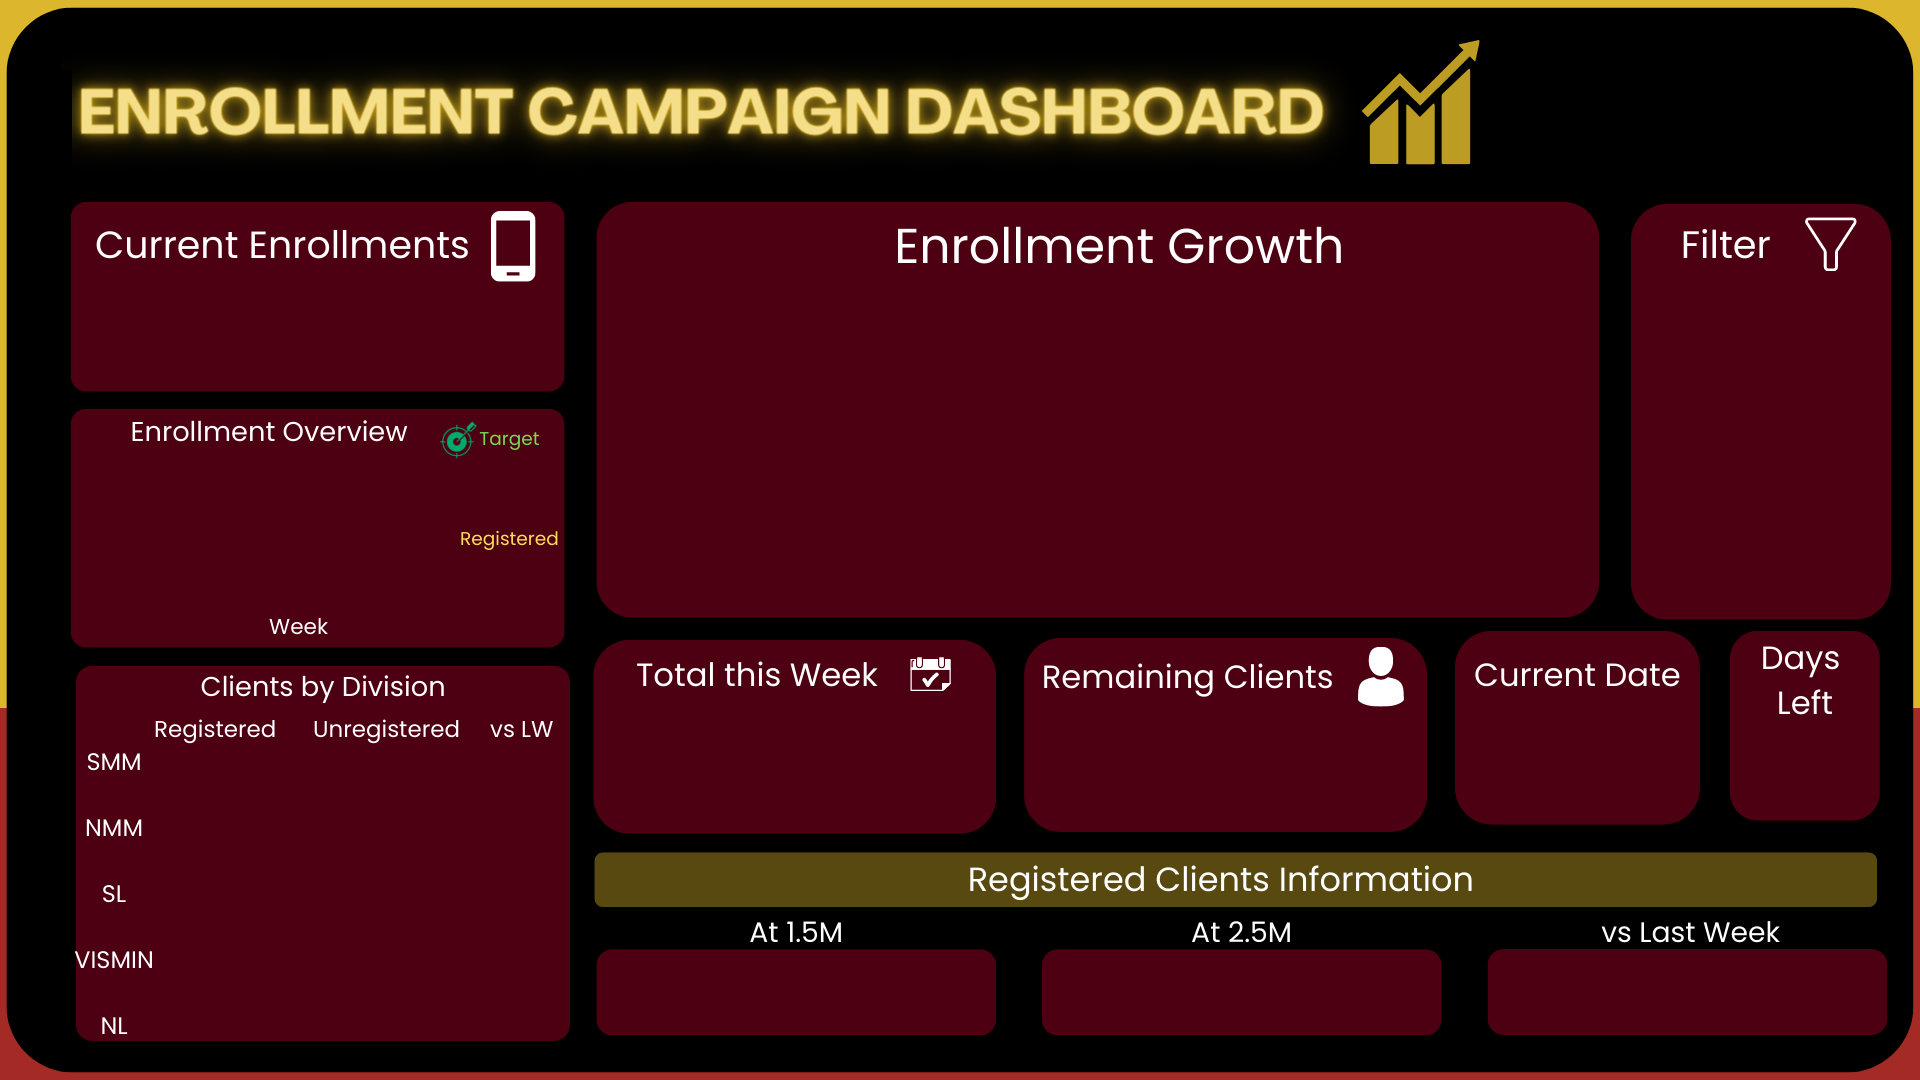 ENROLLMENT CAMPAIGN DASHBOARD
Current Enrollments
Enrollment Growth
Filter
Enrollment Overview
Target
Registered
Week
Clients by Division
Registered Unregistered vs LW
SMM
NMM
SL
VISMIN
NL
Total this Week
Remaining Clients
Current Date
Days
Left
Registered Clients Information
At 1.5M
At 2.5M
vs Last Week